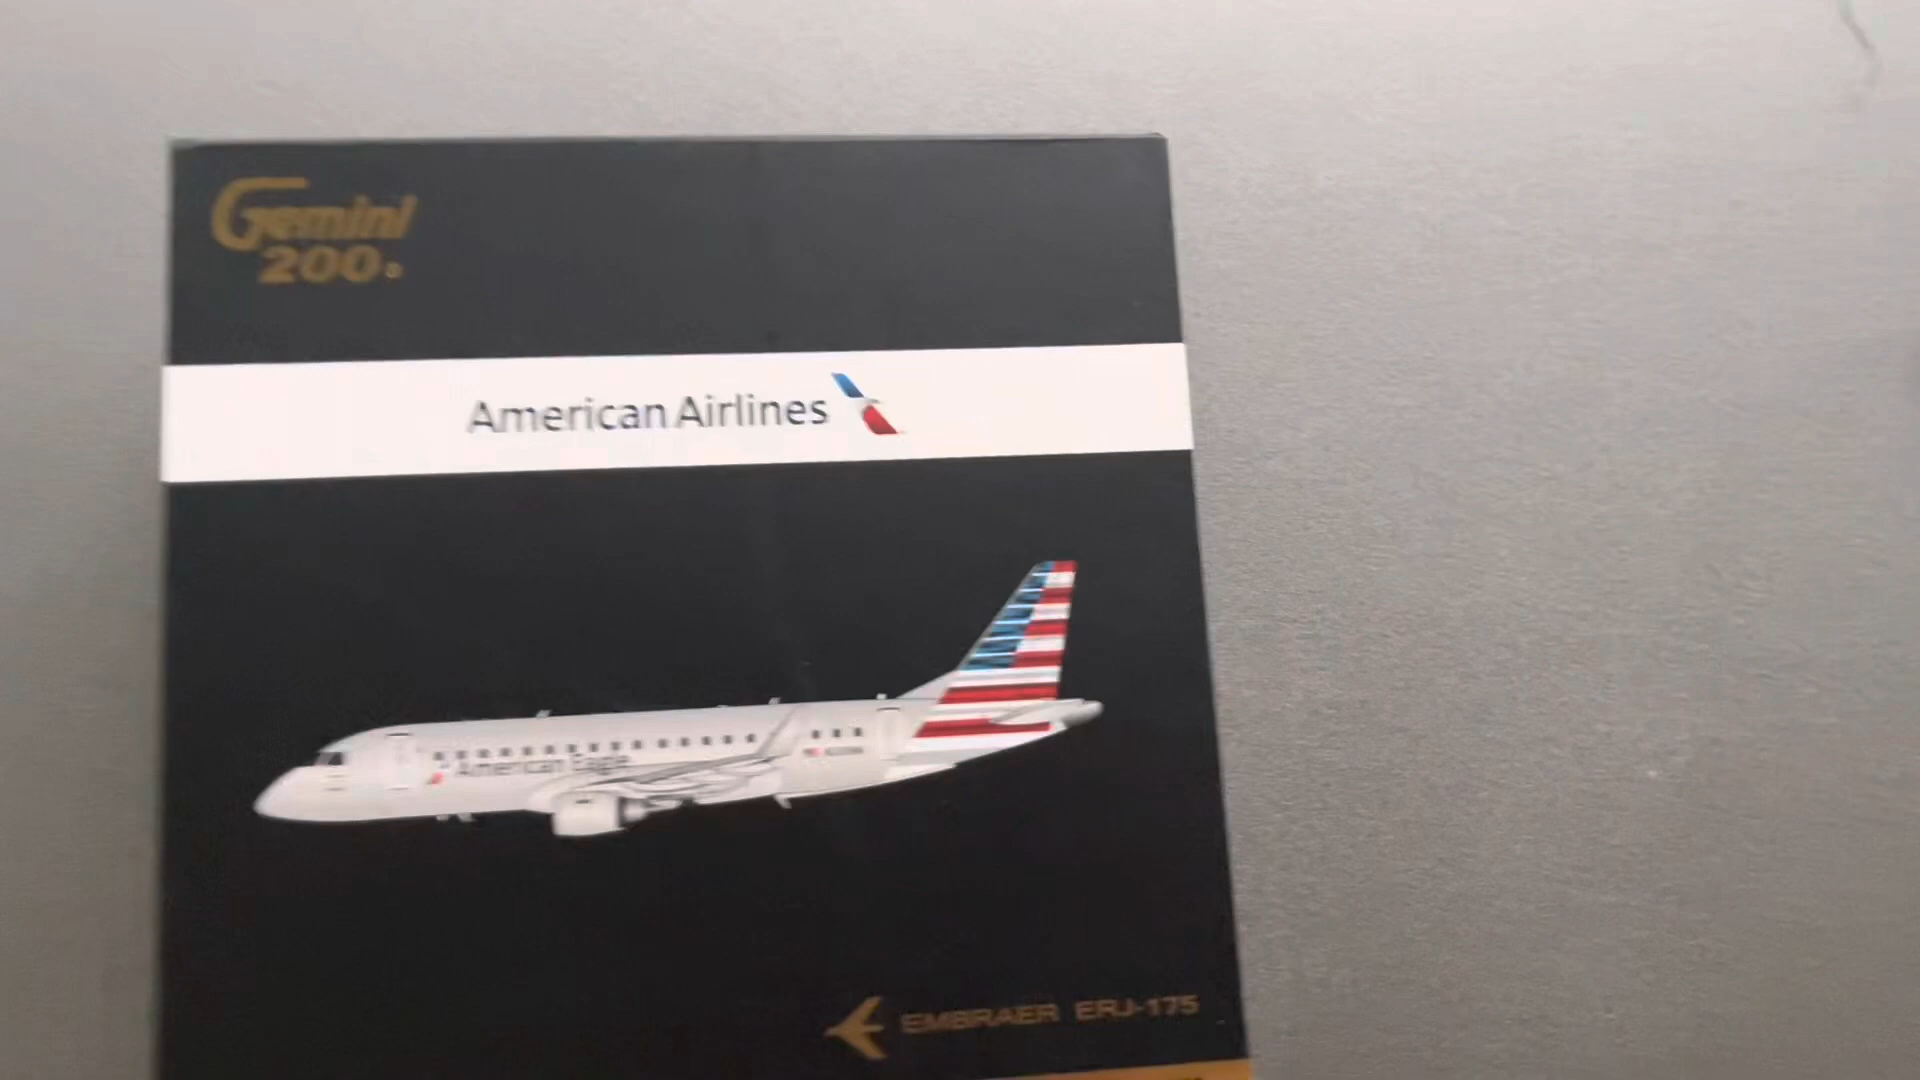 Gemini
200
American Airlines
American Eagle
EMBRAER ERJ-175